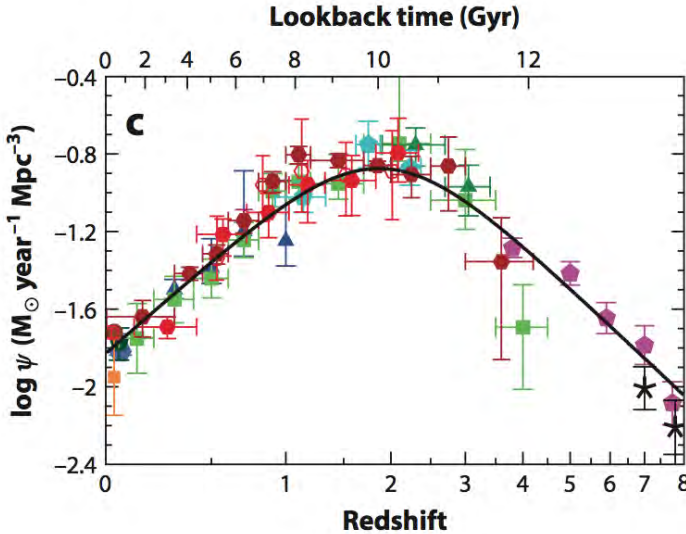 Lookback time (Gyr)
0 2 4 6 8 10 12
−0.4
c
−0.8
−1.2
−1.6
−2
−2.4
log ψ (M⊙ year−1 Mpc−3)
0 1 2 3 4 5 6 7 8
Redshift